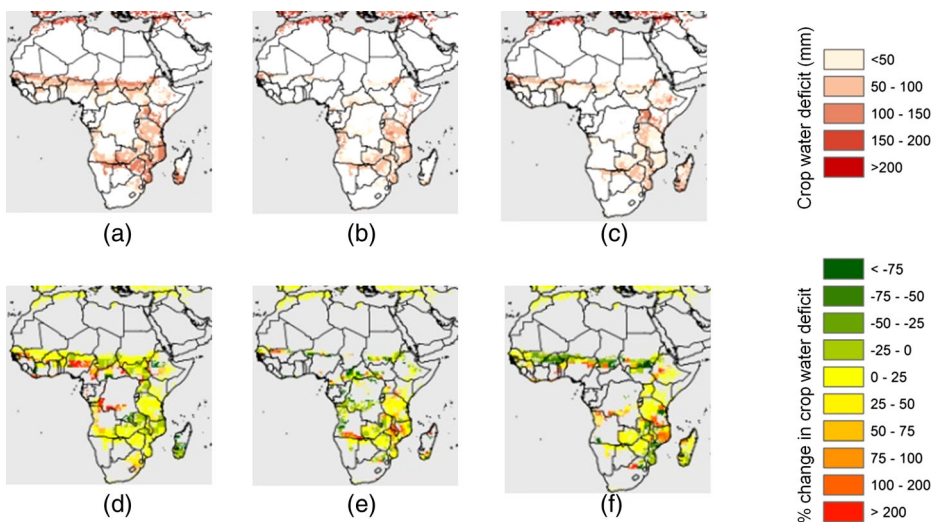 (a)
(b)
(c)
Crop water deficit (mm)
<50
50 - 100
100 - 150
150 - 200
>200
(d)
(e)
(f)
% change in crop water deficit
< -75
-75 - -50
-50 - -25
-25 - 0
0 - 25
25 - 50
50 - 75
75 - 100
100 - 200
> 200